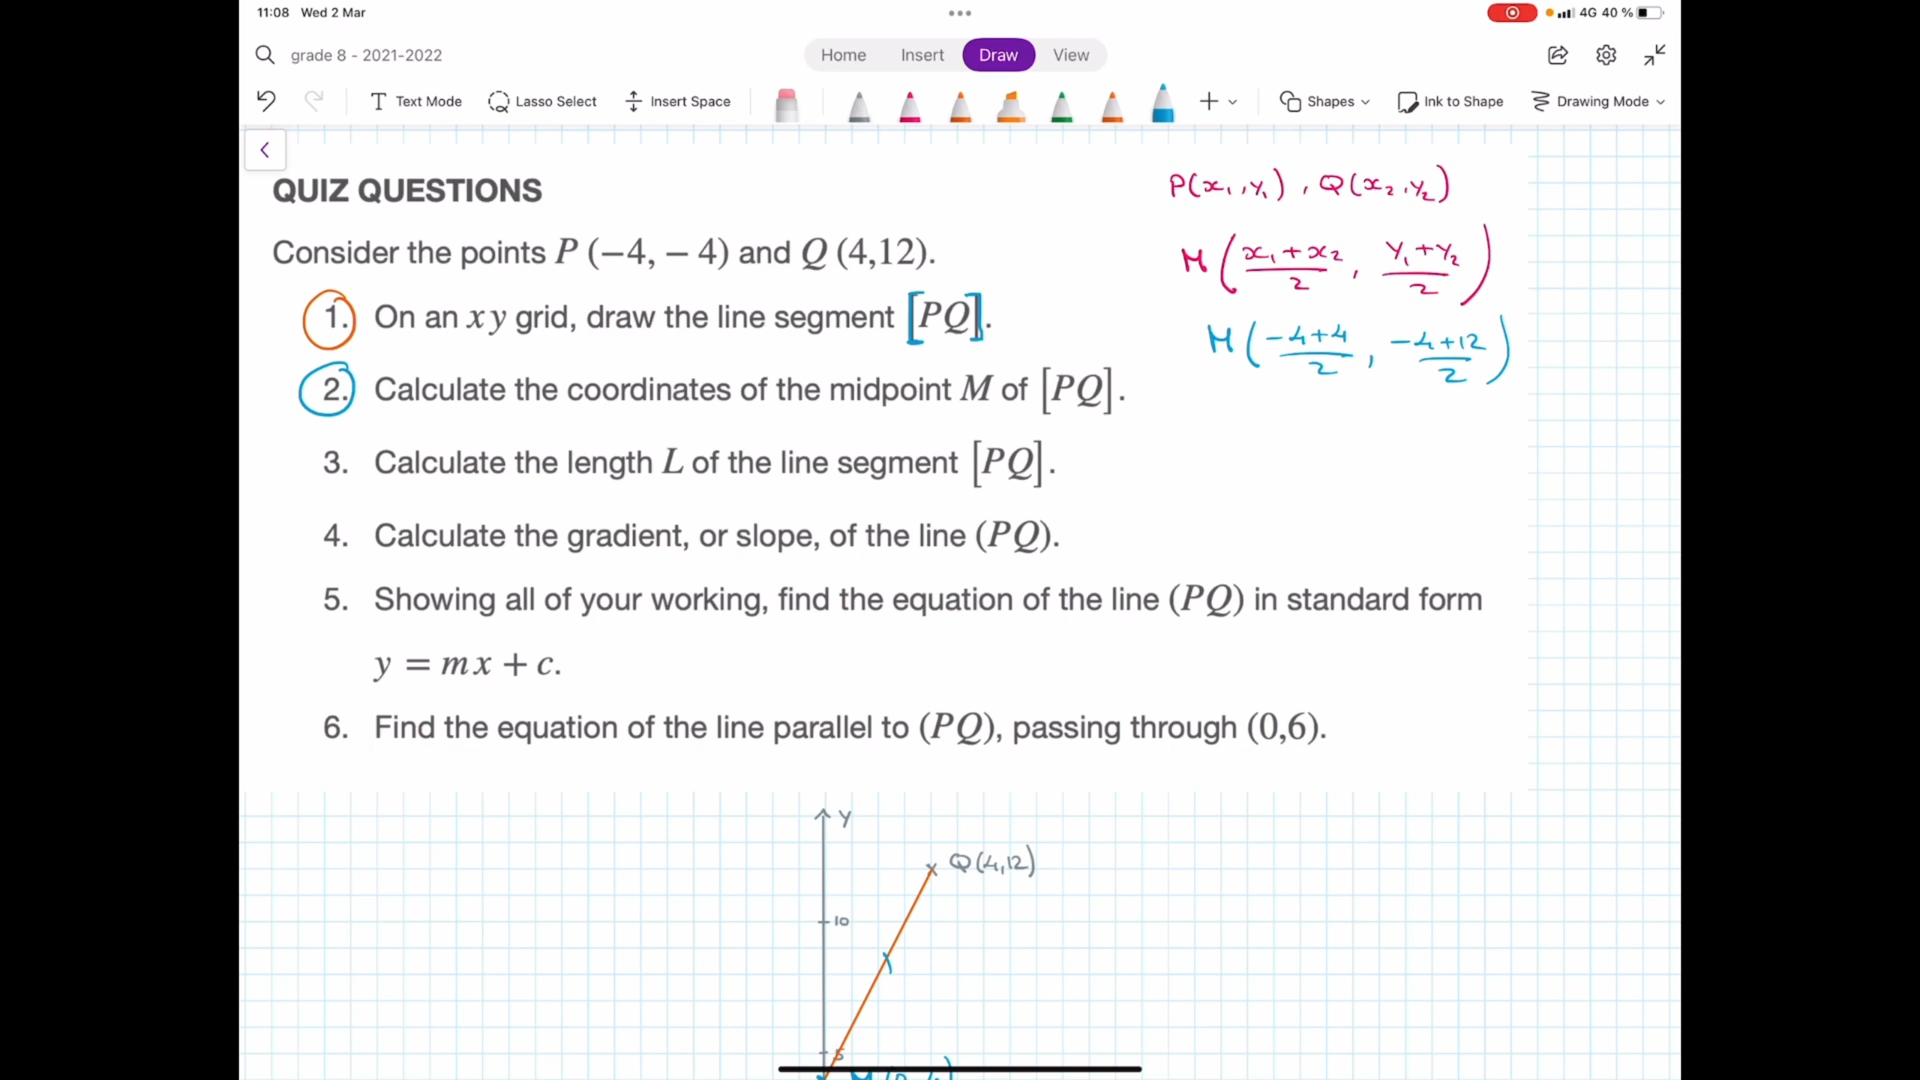 11:08 Wed 2 Mar
4G 40 %
grade 8 - 2021-2022
Home Insert Draw View
Text Mode Lasso Select Insert Space Shapes Ink to Shape Drawing Mode
QUIZ QUESTIONS
P(x₁,y₁), Q(x₂,y₂)
Consider the points P (−4, − 4) and Q (4,12).
M(x₁+x₂/2, y₁+y₂/2)
1. On an x y grid, draw the line segment [PQ].
M(-4+4/2, -4+12/2)
2. Calculate the coordinates of the midpoint M of [PQ].
3. Calculate the length L of the line segment [PQ].
4. Calculate the gradient, or slope, of the line (PQ).
5. Showing all of your working, find the equation of the line (PQ) in standard form
y = mx + c.
6. Find the equation of the line parallel to (PQ), passing through (0,6).
y
Q(4,12)
10
5